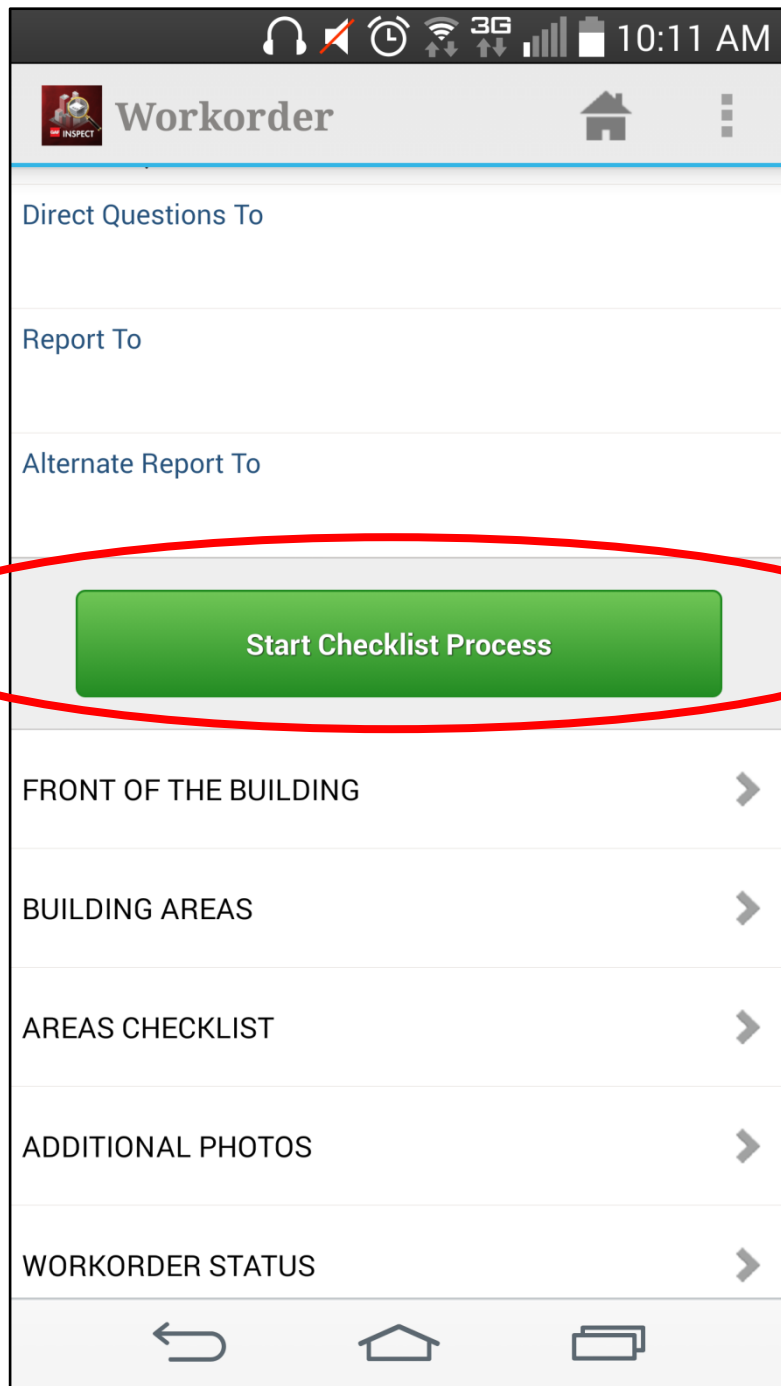 3G 10:11 AM
INSPECT Workorder
Direct Questions To
Report To
Alternate Report To
Start Checklist Process
FRONT OF THE BUILDING
BUILDING AREAS
AREAS CHECKLIST
ADDITIONAL PHOTOS
WORKORDER STATUS